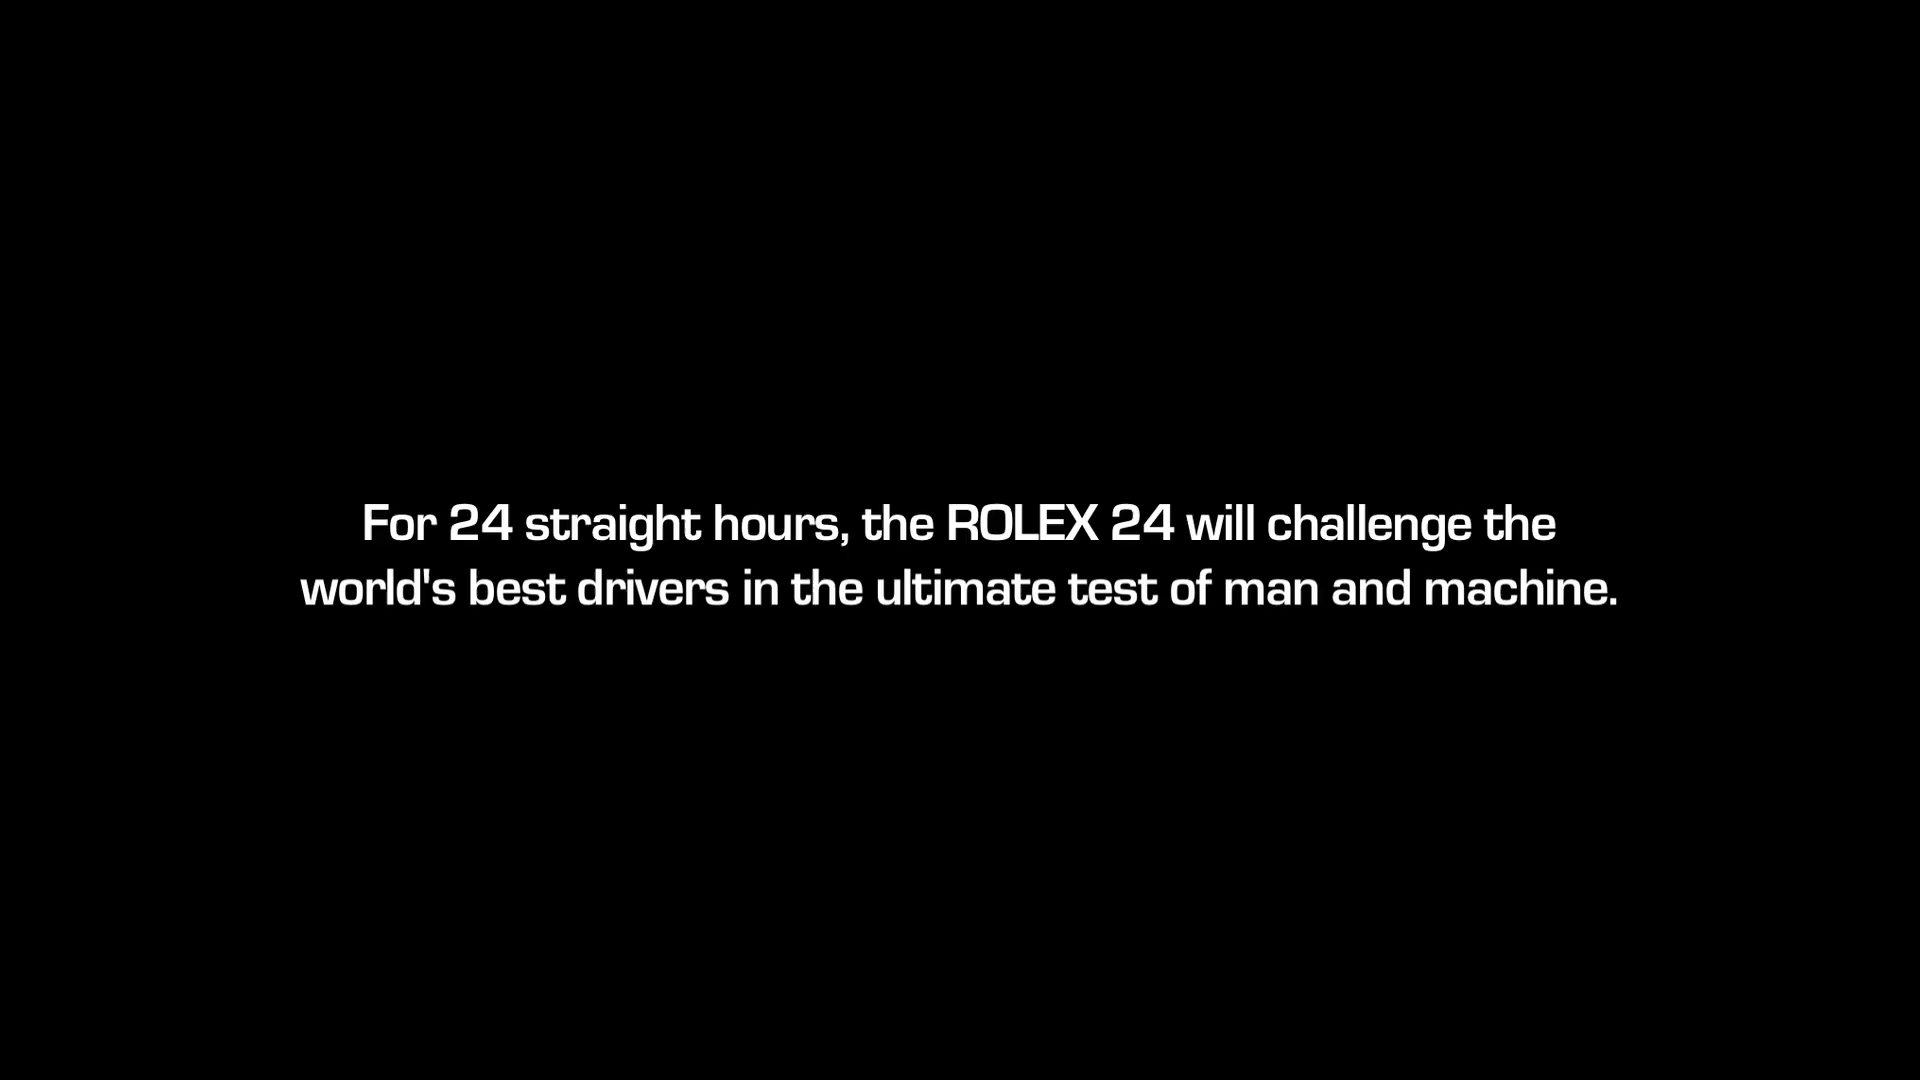 For 24 straight hours, the ROLEX 24 will challenge the
world's best drivers in the ultimate test of man and machine.